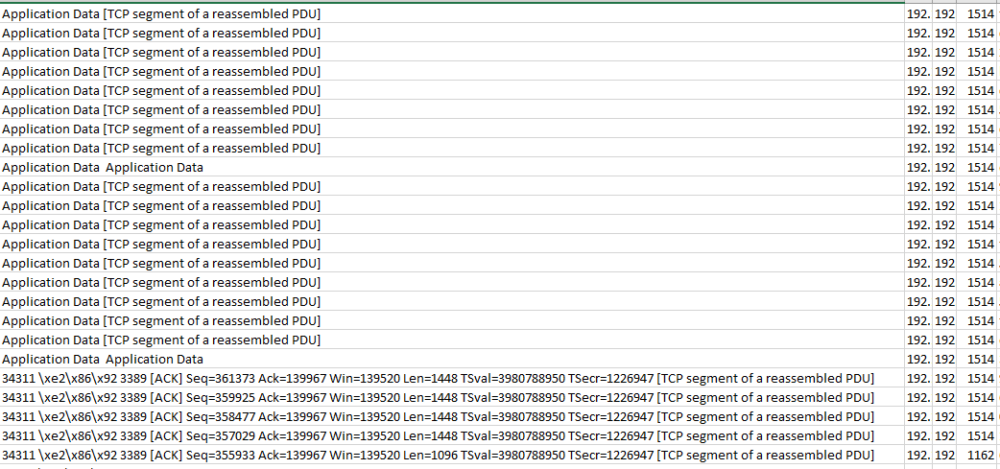 Application Data [TCP segment of a reassembled PDU] 192. 192 1514
Application Data [TCP segment of a reassembled PDU] 192. 192 1514
Application Data [TCP segment of a reassembled PDU] 192. 192 1514
Application Data [TCP segment of a reassembled PDU] 192. 192 1514
Application Data [TCP segment of a reassembled PDU] 192. 192 1514
Application Data [TCP segment of a reassembled PDU] 192. 192 1514
Application Data [TCP segment of a reassembled PDU] 192. 192 1514
Application Data [TCP segment of a reassembled PDU] 192. 192 1514
Application Data Application Data 192. 192 1514
Application Data [TCP segment of a reassembled PDU] 192. 192 1514
Application Data [TCP segment of a reassembled PDU] 192. 192 1514
Application Data [TCP segment of a reassembled PDU] 192. 192 1514
Application Data [TCP segment of a reassembled PDU] 192. 192 1514
Application Data [TCP segment of a reassembled PDU] 192. 192 1514
Application Data [TCP segment of a reassembled PDU] 192. 192 1514
Application Data [TCP segment of a reassembled PDU] 192. 192 1514
Application Data [TCP segment of a reassembled PDU] 192. 192 1514
Application Data [TCP segment of a reassembled PDU] 192. 192 1514
Application Data Application Data 192. 192 1514
34311 \xe2\x86\x92 3389 [ACK] Seq=361373 Ack=139967 Win=139520 Len=1448 TSval=3980788950 TSecr=1226947 [TCP segment of a reassembled PDU] 192. 192 1514
34311 \xe2\x86\x92 3389 [ACK] Seq=359925 Ack=139967 Win=139520 Len=1448 TSval=3980788950 TSecr=1226947 [TCP segment of a reassembled PDU] 192. 192 1514
34311 \xe2\x86\x92 3389 [ACK] Seq=358477 Ack=139967 Win=139520 Len=1448 TSval=3980788950 TSecr=1226947 [TCP segment of a reassembled PDU] 192. 192 1514
34311 \xe2\x86\x92 3389 [ACK] Seq=357029 Ack=139967 Win=139520 Len=1448 TSval=3980788950 TSecr=1226947 [TCP segment of a reassembled PDU] 192. 192 1514
34311 \xe2\x86\x92 3389 [ACK] Seq=355933 Ack=139967 Win=139520 Len=1096 TSval=3980788950 TSecr=1226947 [TCP segment of a reassembled PDU] 192. 192 1162